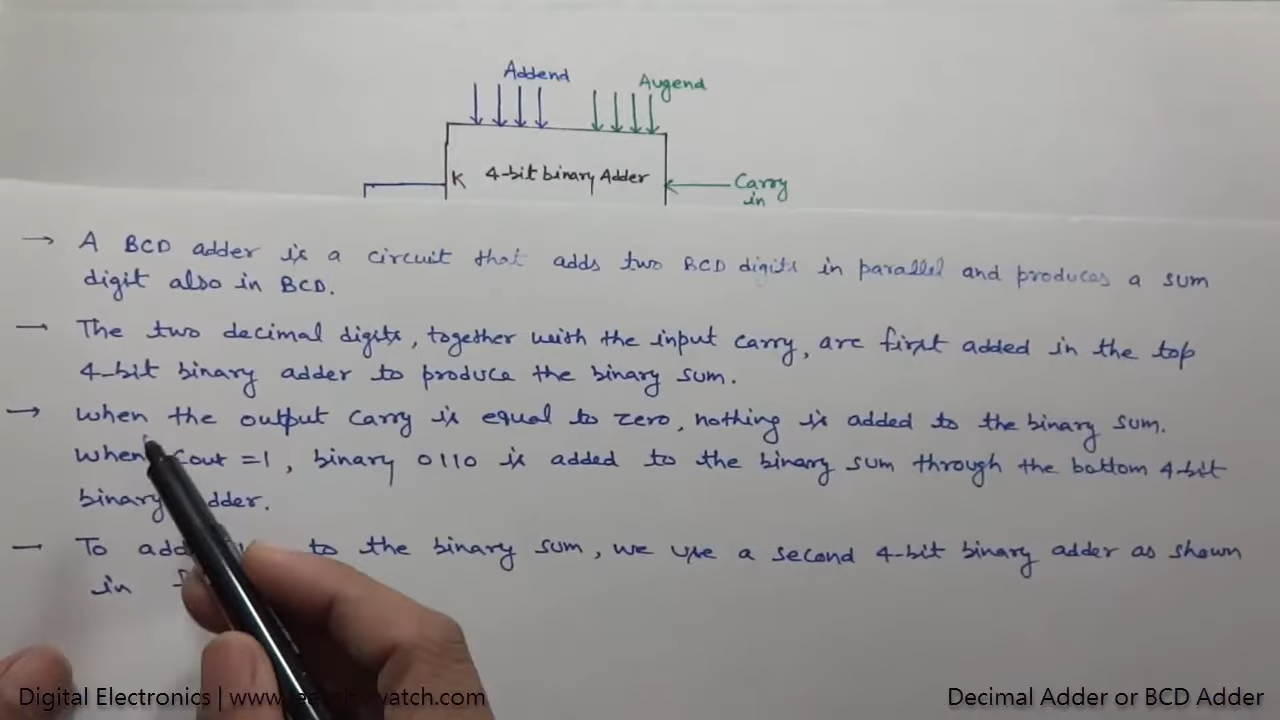 Addend
Augend
K 4-bit binary Adder
Carry
in
→ A BCD adder is a circuit that adds two BCD digits in parallel and produces a sum
digit also in BCD.
→ The two decimal digits, together with the input carry, are first added in the top
4-bit binary adder to produce the binary sum.
→ When the output carry is equal to zero, nothing is added to the binary sum.
When Cout = 1, binary 0110 is added to the binary sum through the bottom 4-bit
binary adder.
→ To add to the binary sum, we use a second 4-bit binary adder as shown
in
Digital Electronics | www. watch.com
Decimal Adder or BCD Adder